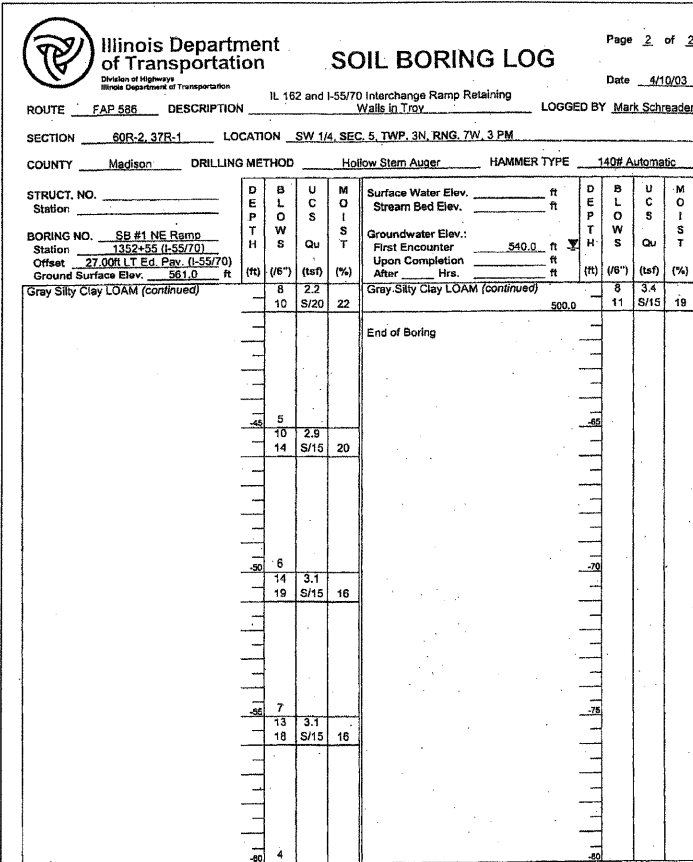 Illinois Department of Transportation
Division of Highways
Illinois Department of Transportation
SOIL BORING LOG
Page 2 of 2
Date 4/10/03
ROUTE FAP 586 DESCRIPTION IL 162 and I-55/70 Interchange Ramp Retaining Walls in Troy LOGGED BY Mark Schreader
SECTION 60R-2, 37R-1 LOCATION SW 1/4, SEC. 5, TWP. 3N, RNG. 7W, 3 PM
COUNTY Madison DRILLING METHOD Hollow Stem Auger HAMMER TYPE 140# Automatic
STRUCT. NO.
Station
BORING NO. SB #1 NE Ramp
Station 1352+55 (I-55/70)
Offset 27.00ft LT Ed. Pav. (I-55/70)
Ground Surface Elev. 561.0 ft
DEPTH (ft)
BLOWS (/6")
UCS Qu (tsf)
MOIST (%)
Surface Water Elev. ft
Stream Bed Elev. ft
Groundwater Elev.:
First Encounter 540.0 ft
Upon Completion ft
After Hrs. ft
DEPTH (ft)
BLOWS (/6")
UCS Qu (tsf)
MOIST (%)
Gray Silty Clay LOAM (continued) 8 2.2
10 S/20 22
-45 5
10 2.9
14 S/15 20
-50 6
14 3.1
19 S/15 16
-55 7
13 3.1
18 S/15 16
-60 4
Gray Silty Clay LOAM (continued) 8 3.4
500.0 11 S/15 19
End of Boring
-65
-70
-75
-80